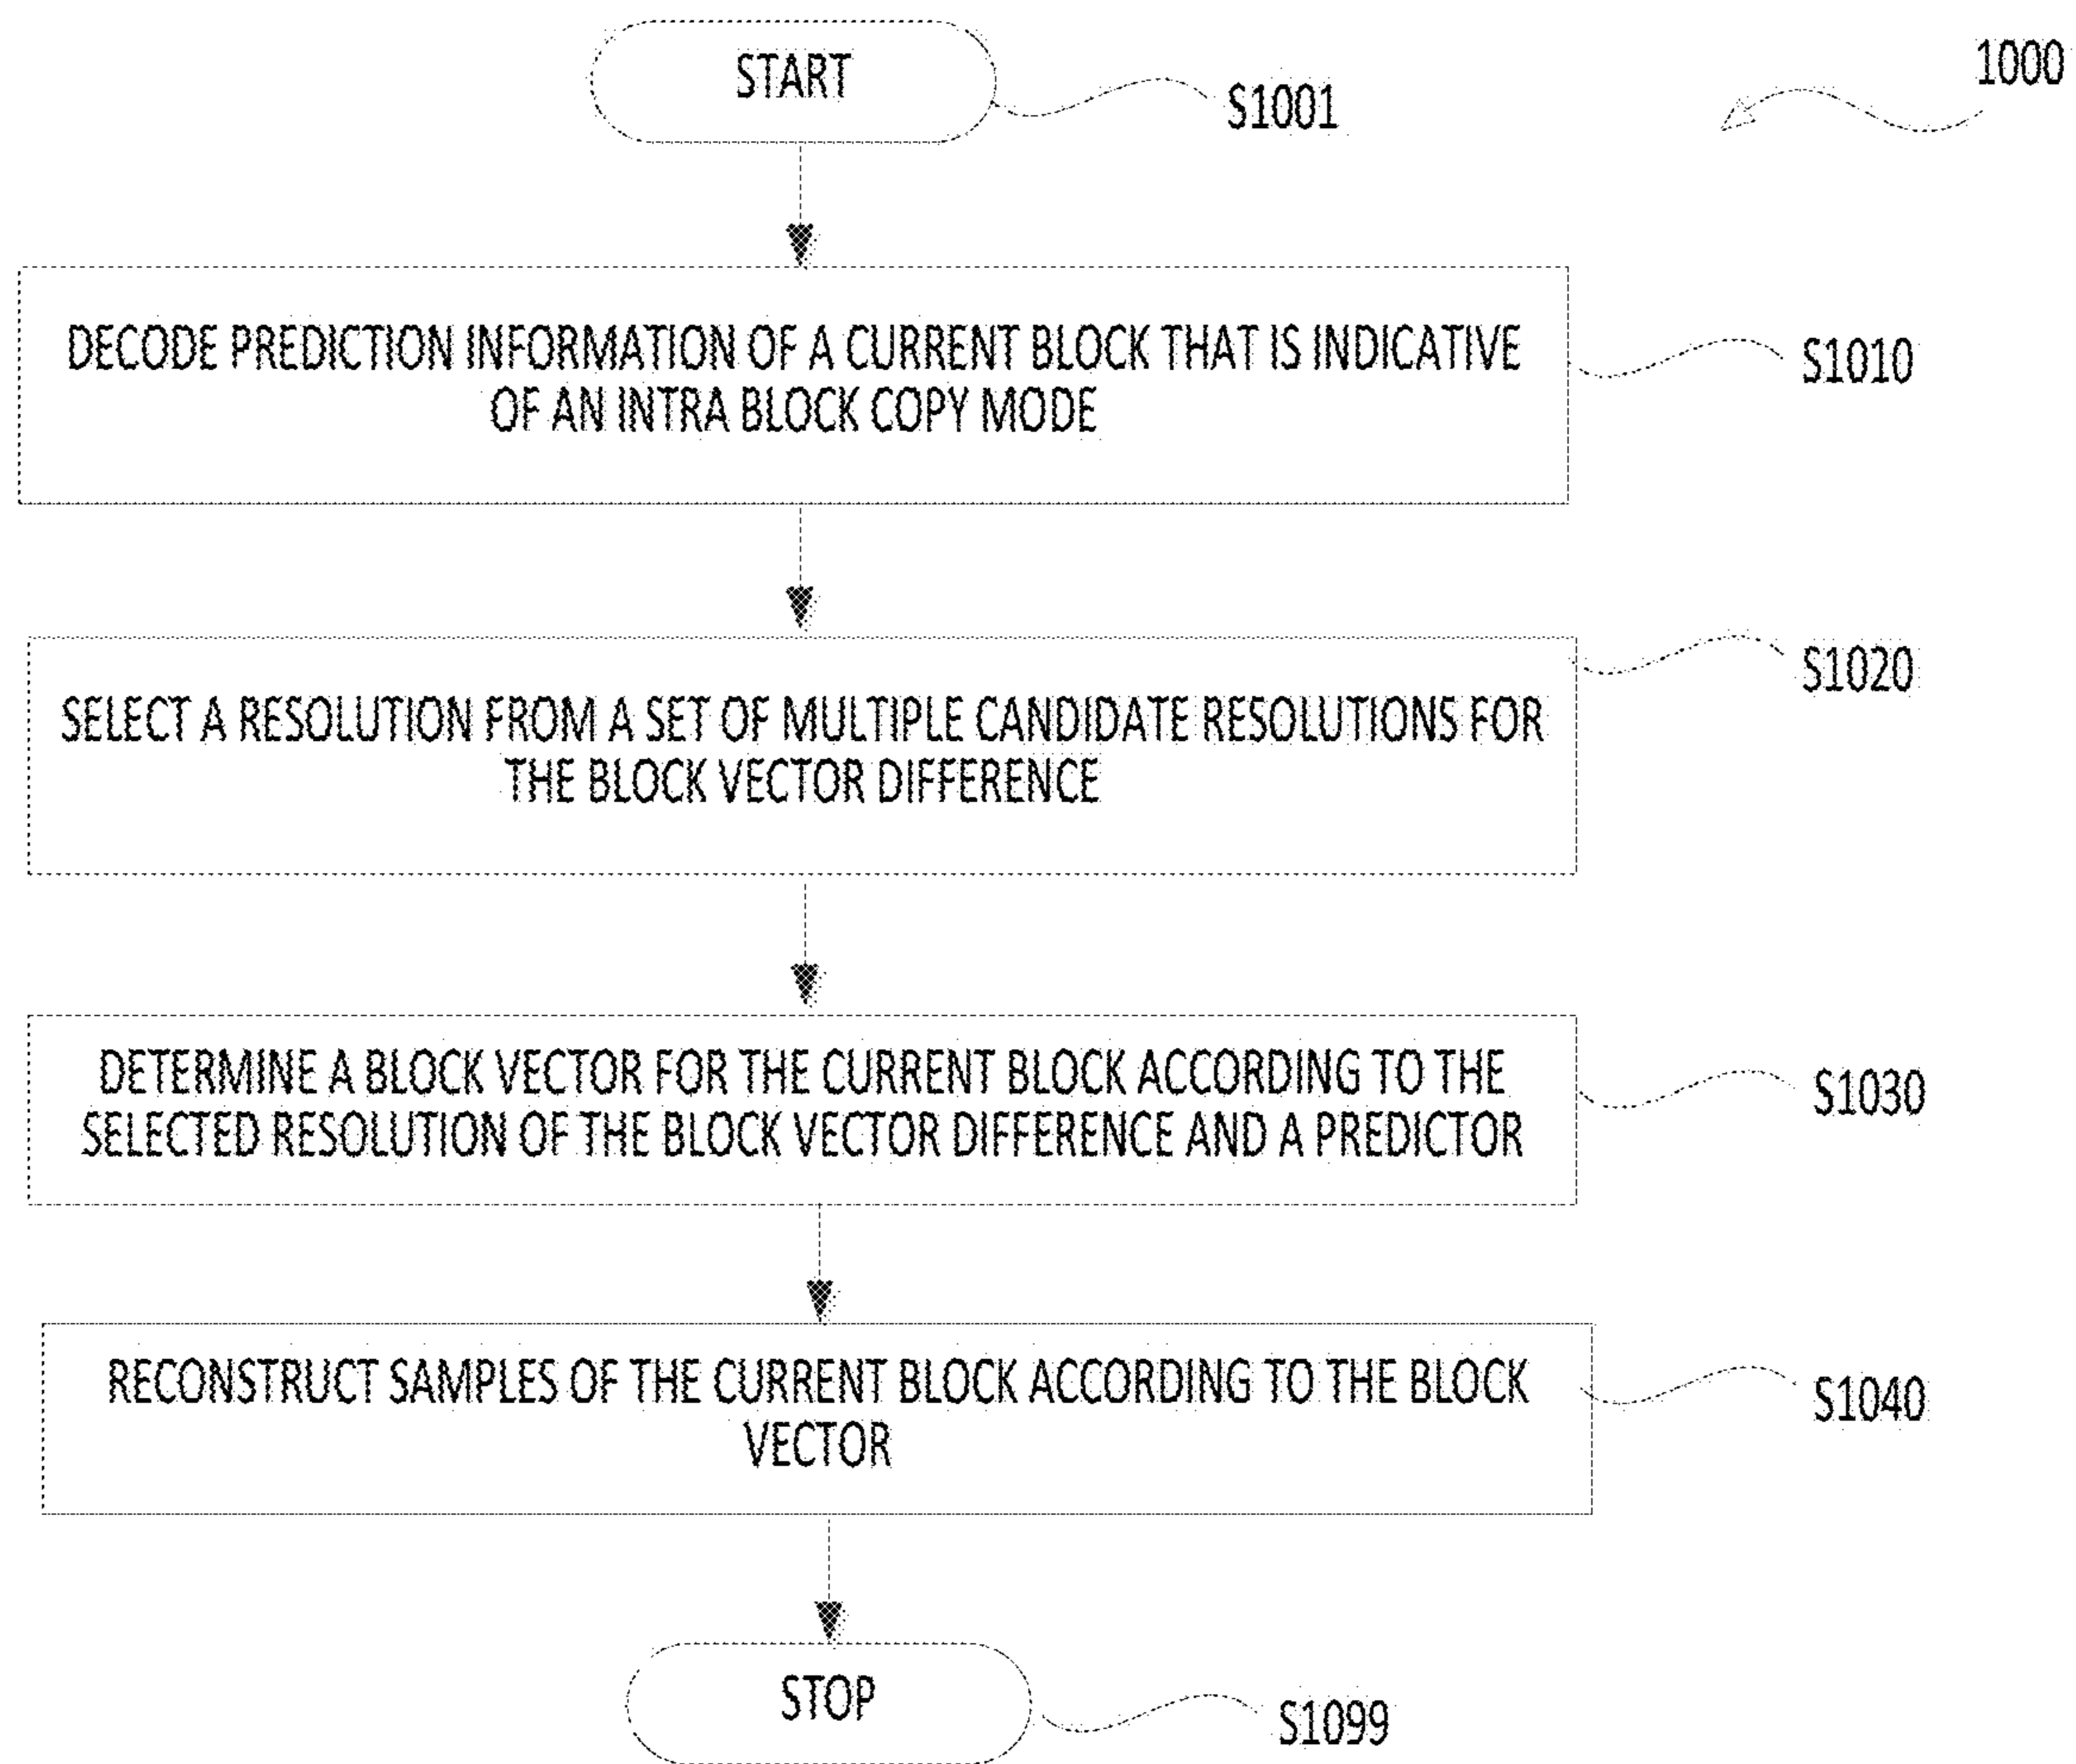 START
S1001
1000
DECODE PREDICTION INFORMATION OF A CURRENT BLOCK THAT IS INDICATIVE
OF AN INTRA BLOCK COPY MODE
S1010
SELECT A RESOLUTION FROM A SET OF MULTIPLE CANDIDATE RESOLUTIONS FOR
THE BLOCK VECTOR DIFFERENCE
S1020
DETERMINE A BLOCK VECTOR FOR THE CURRENT BLOCK ACCORDING TO THE
SELECTED RESOLUTION OF THE BLOCK VECTOR DIFFERENCE AND A PREDICTOR
S1030
RECONSTRUCT SAMPLES OF THE CURRENT BLOCK ACCORDING TO THE BLOCK
VECTOR
S1040
STOP
S1099